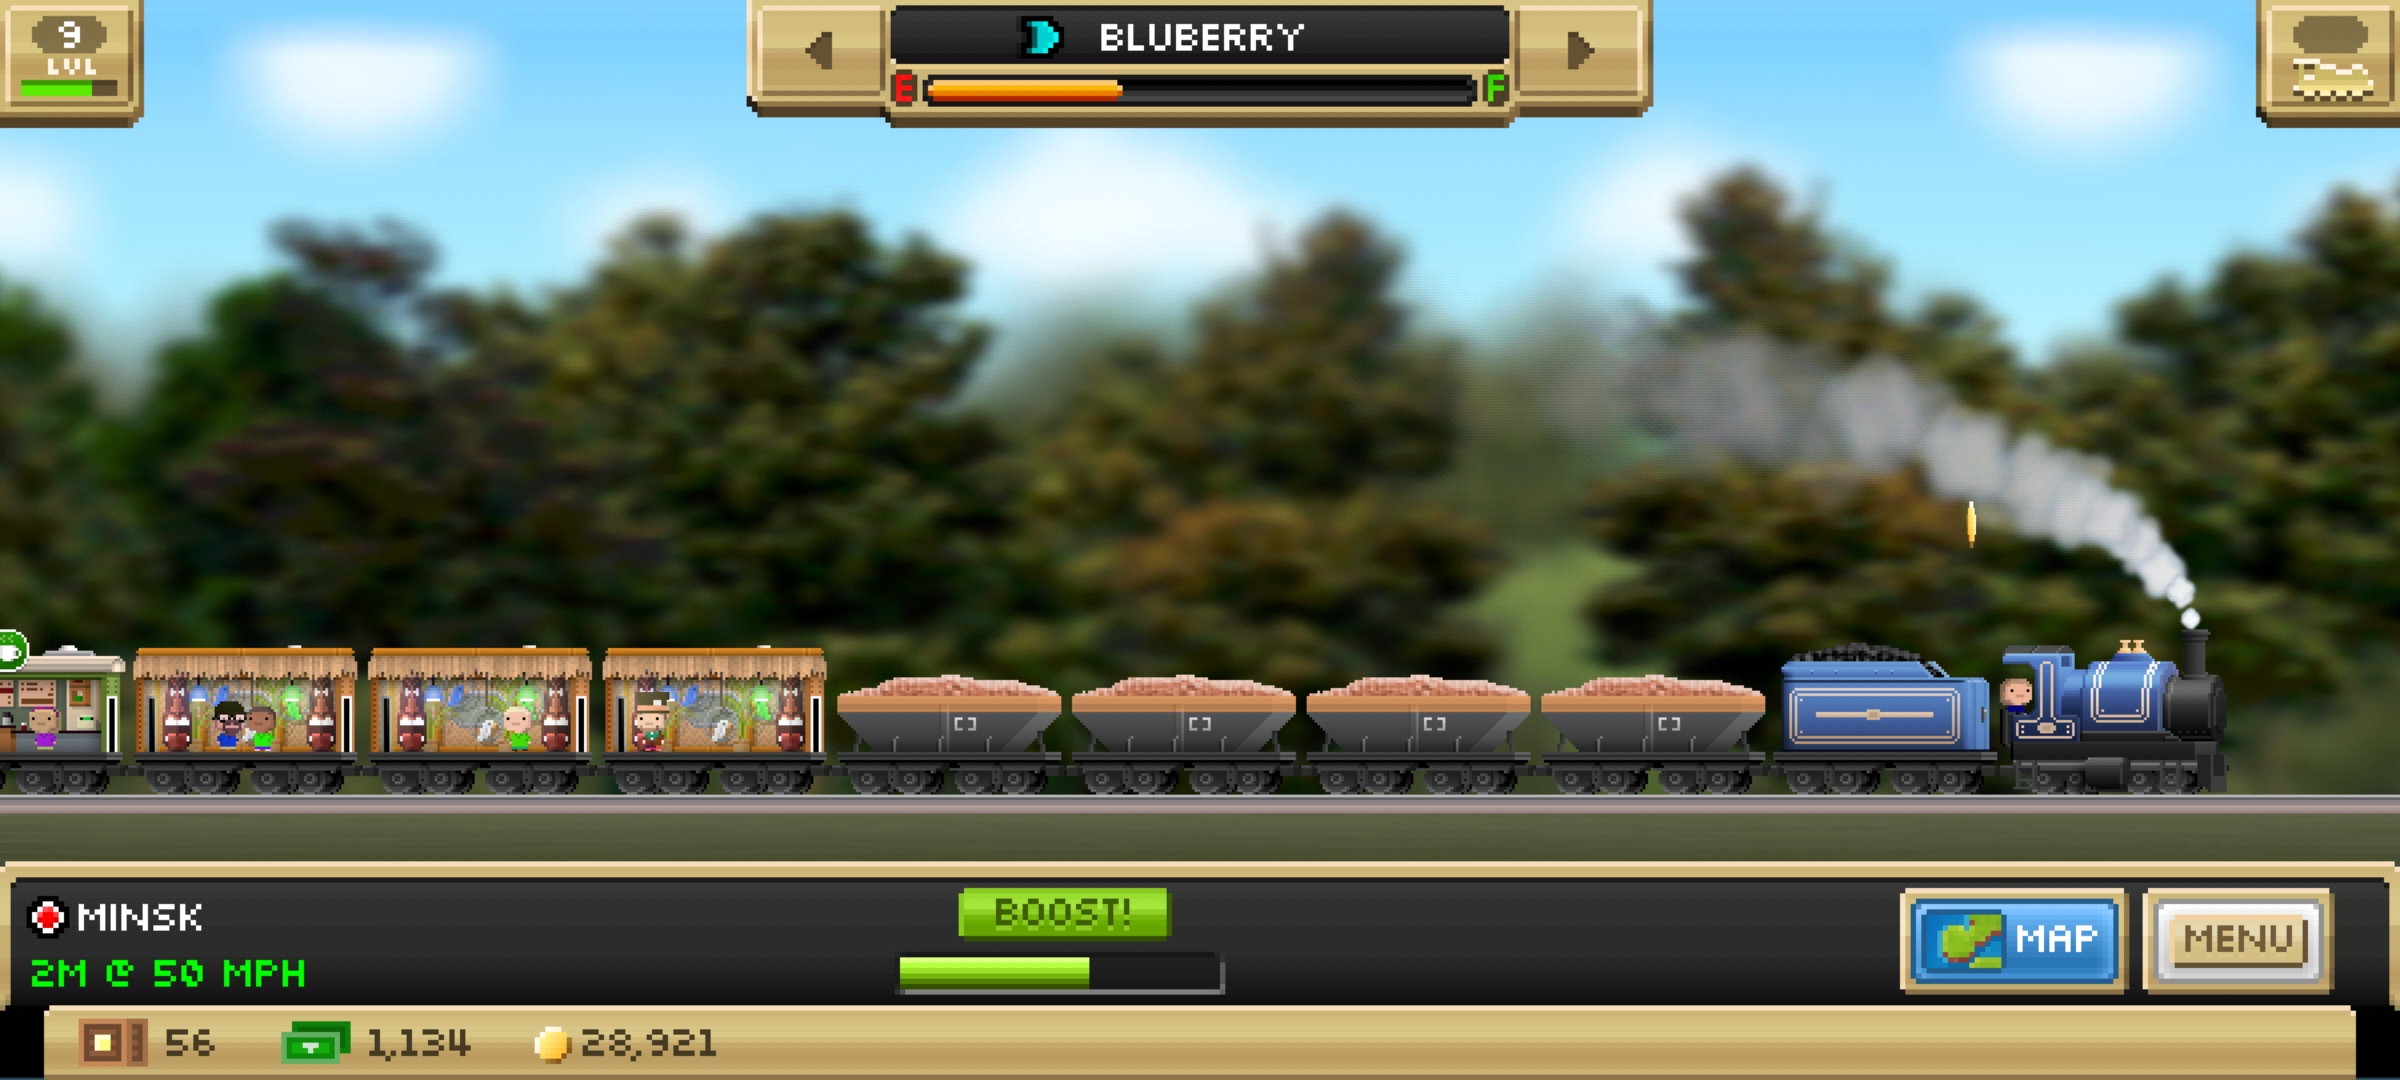 9
LVL
BLUBERRY
E F
MINSK
2M @ 50 MPH
BOOST!
MAP
MENU
56 1,134 28,921